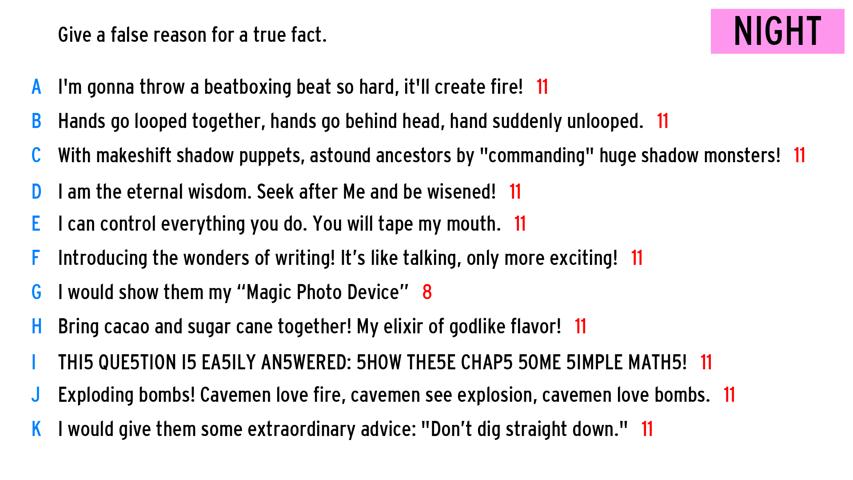 Give a false reason for a true fact.
NIGHT
A I'm gonna throw a beatboxing beat so hard, it'll create fire! 11
B Hands go looped together, hands go behind head, hand suddenly unlooped. 11
C With makeshift shadow puppets, astound ancestors by "commanding" huge shadow monsters! 11
D I am the eternal wisdom. Seek after Me and be wisened! 11
E I can control everything you do. You will tape my mouth. 11
F Introducing the wonders of writing! It’s like talking, only more exciting! 11
G I would show them my “Magic Photo Device” 8
H Bring cacao and sugar cane together! My elixir of godlike flavor! 11
I THI5 QUE5TION I5 EA5ILY AN5WERED: 5HOW THE5E CHAP5 5OME 5IMPLE MATH5! 11
J Exploding bombs! Cavemen love fire, cavemen see explosion, cavemen love bombs. 11
K I would give them some extraordinary advice: "Don’t dig straight down." 11